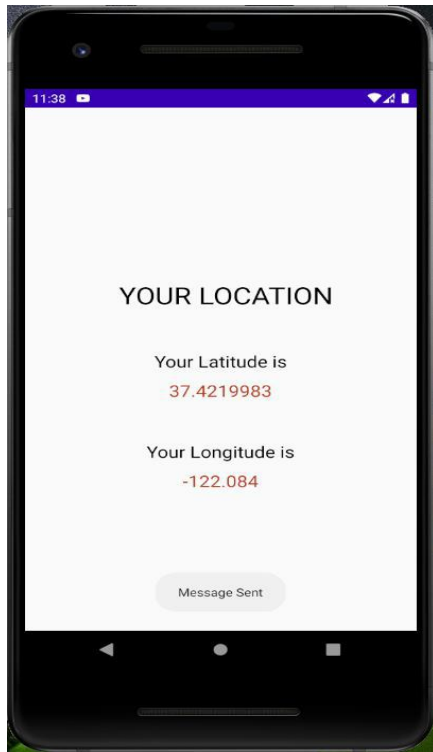 11:38
YOUR LOCATION
Your Latitude is
37.4219983
Your Longitude is
-122.084
Message Sent